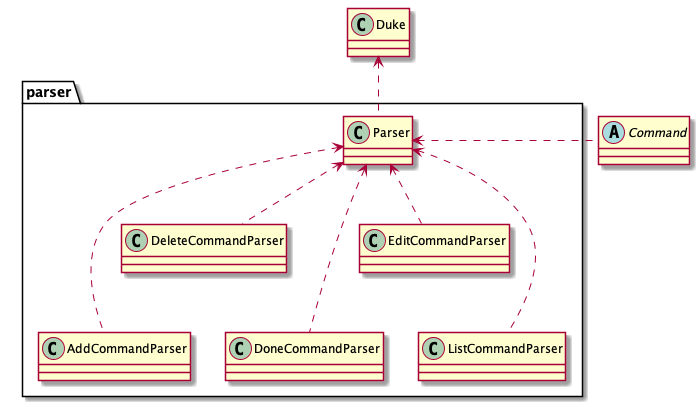 C Duke
parser
C Parser
A Command
C DeleteCommandParser
C EditCommandParser
C AddCommandParser
C DoneCommandParser
C ListCommandParser